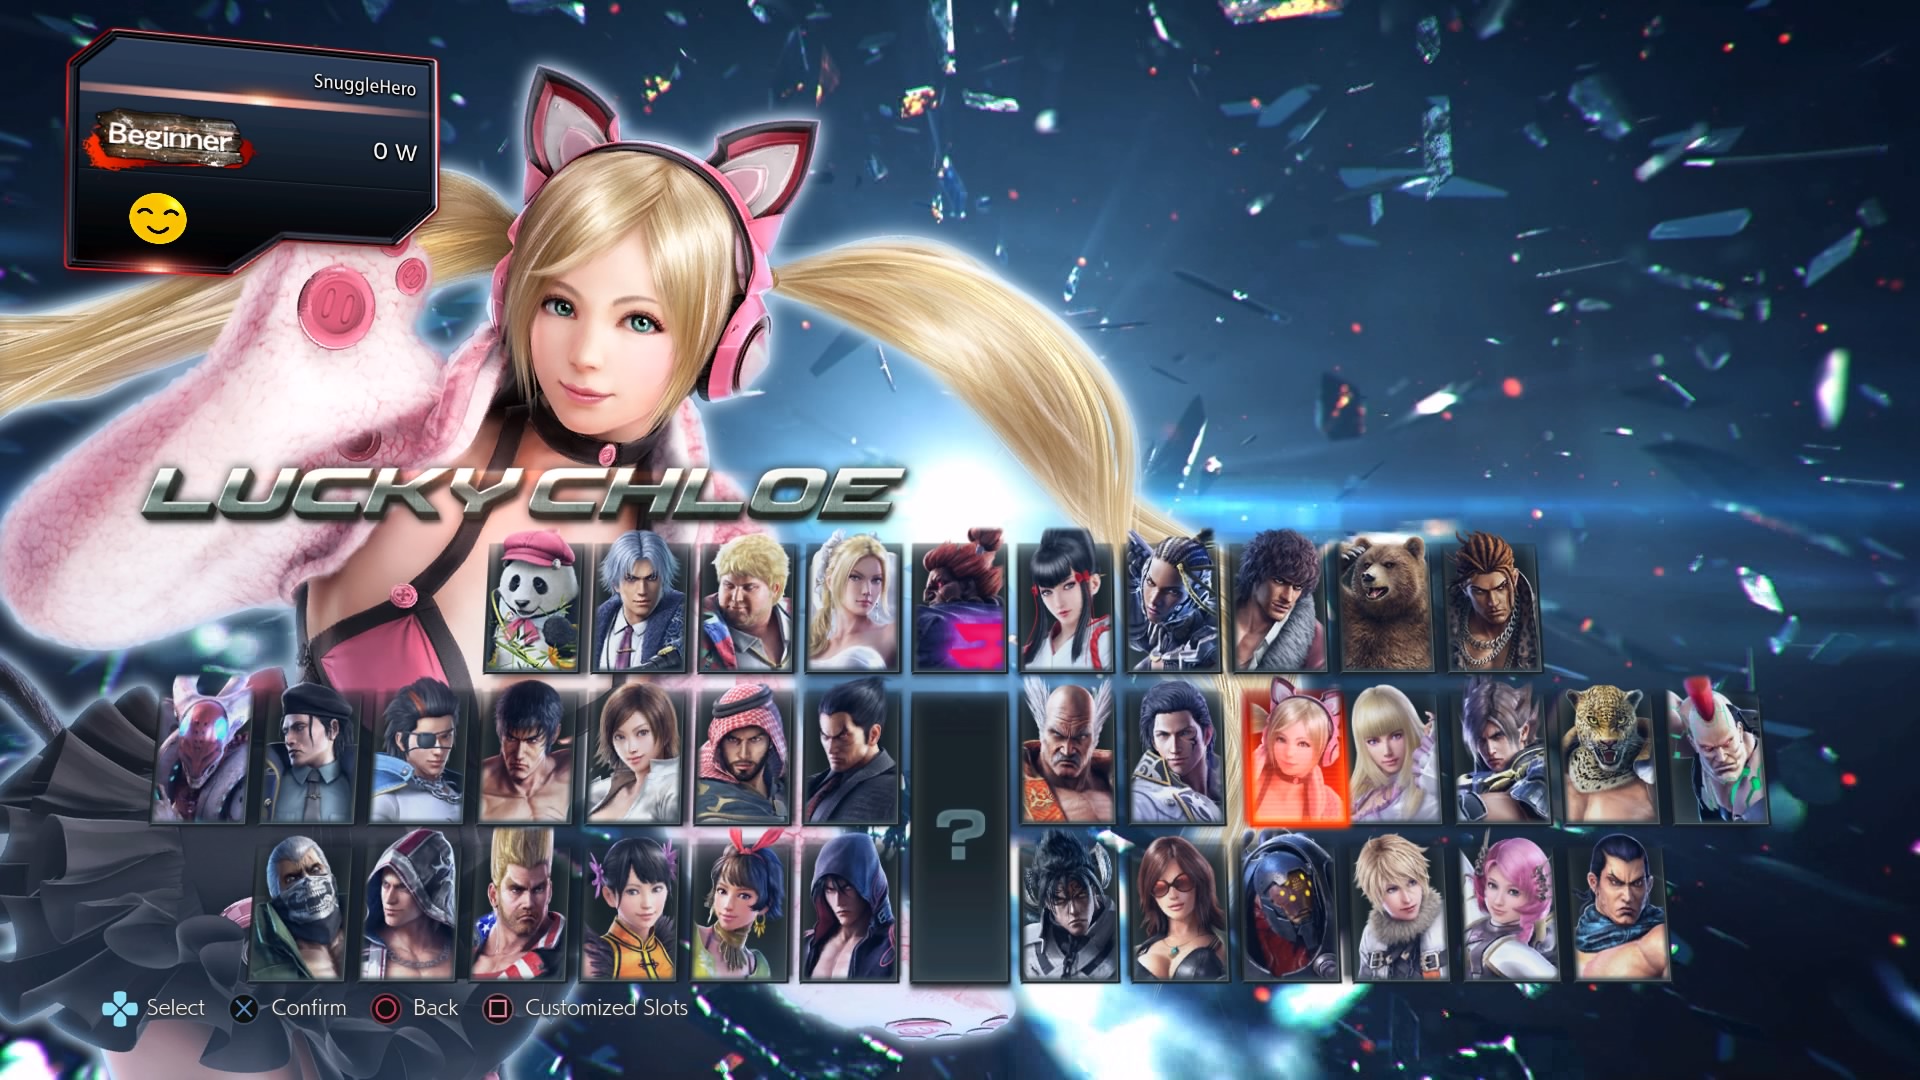 SnuggleHero
Beginner
0 W
LUCKY CHLOE
?
Select Confirm Back Customized Slots